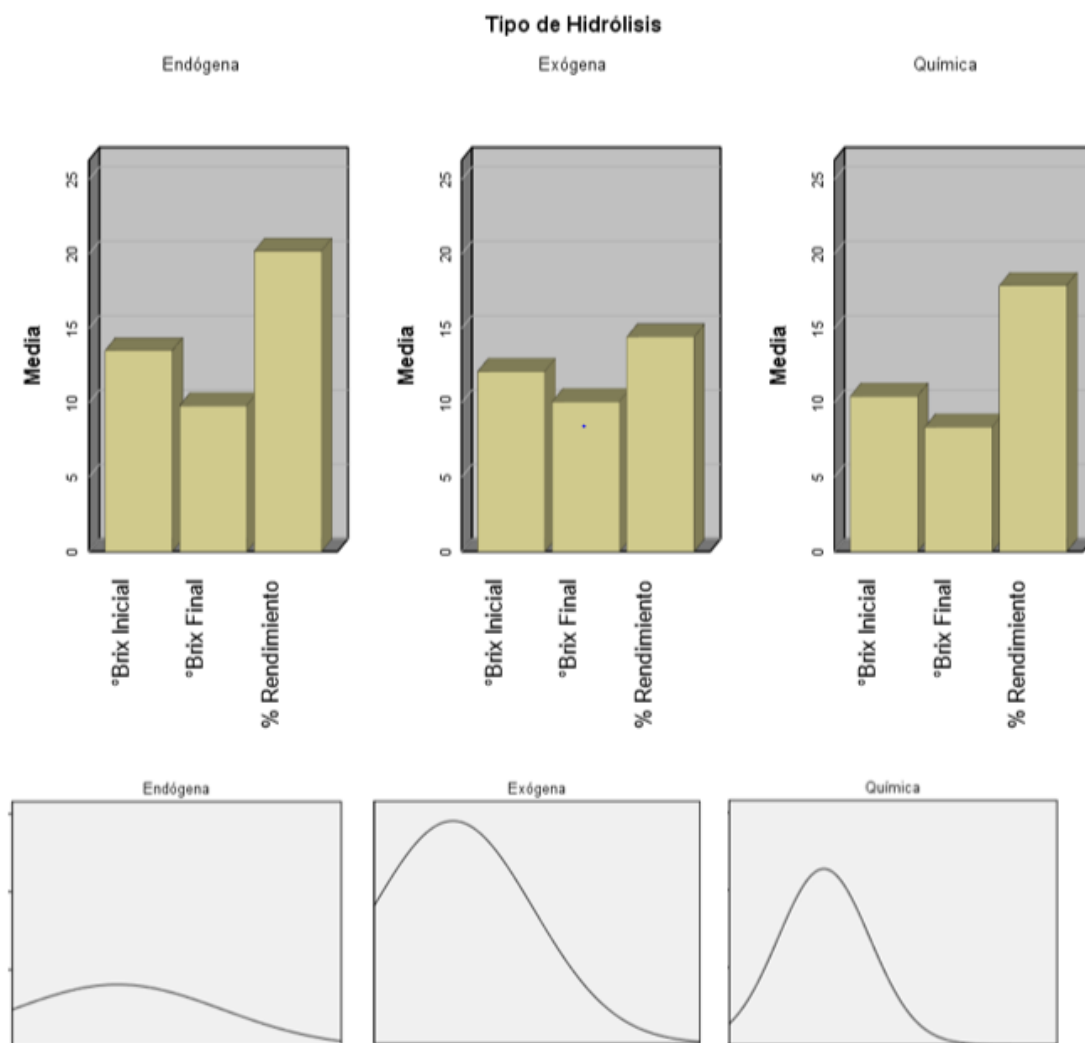 Tipo de Hidrólisis
Endógena
Exógena
Química
Media
25
20
15
10
5
0
°Brix Inicial
°Brix Final
% Rendimiento
Media
25
20
15
10
5
0
°Brix Inicial
°Brix Final
% Rendimiento
Media
25
20
15
10
5
0
°Brix Inicial
°Brix Final
% Rendimiento
Endógena
Exógena
Química